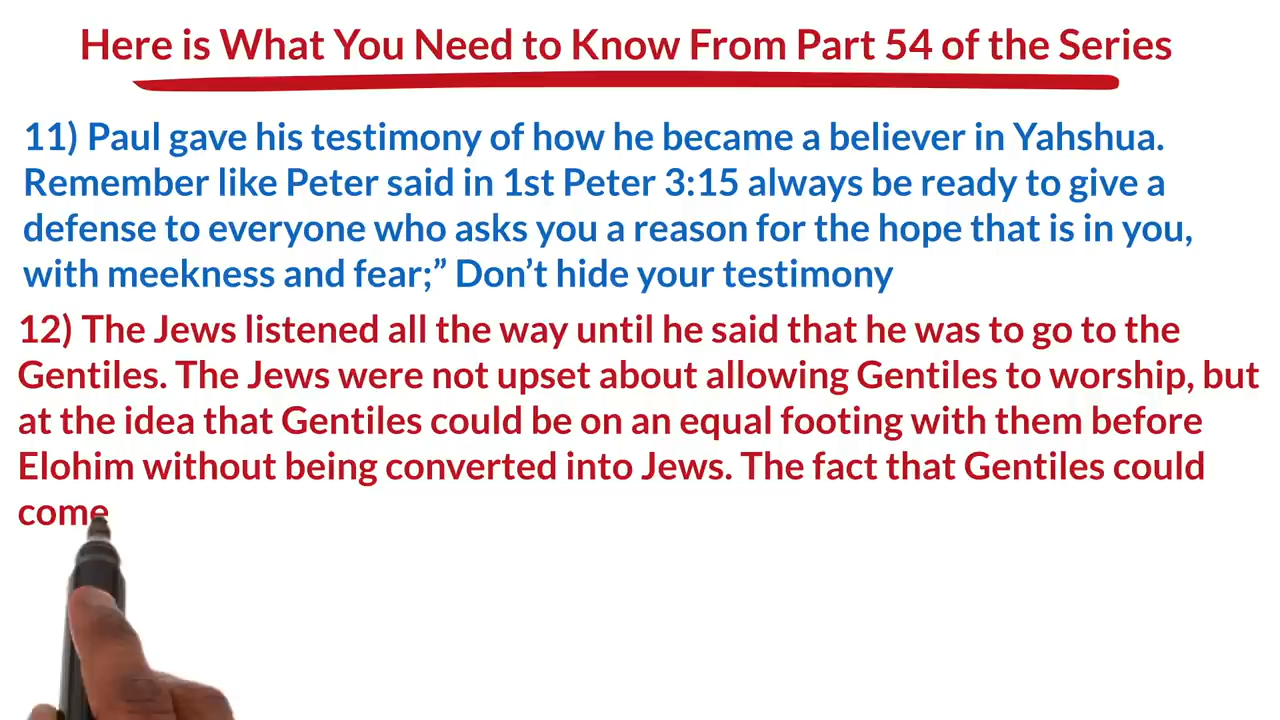 Here is What You Need to Know From Part 54 of the Series
11) Paul gave his testimony of how he became a believer in Yahshua.
Remember like Peter said in 1st Peter 3:15 always be ready to give a
defense to everyone who asks you a reason for the hope that is in you,
with meekness and fear;” Don’t hide your testimony
12) The Jews listened all the way until he said that he was to go to the
Gentiles. The Jews were not upset about allowing Gentiles to worship, but
at the idea that Gentiles could be on an equal footing with them before
Elohim without being converted into Jews. The fact that Gentiles could
come